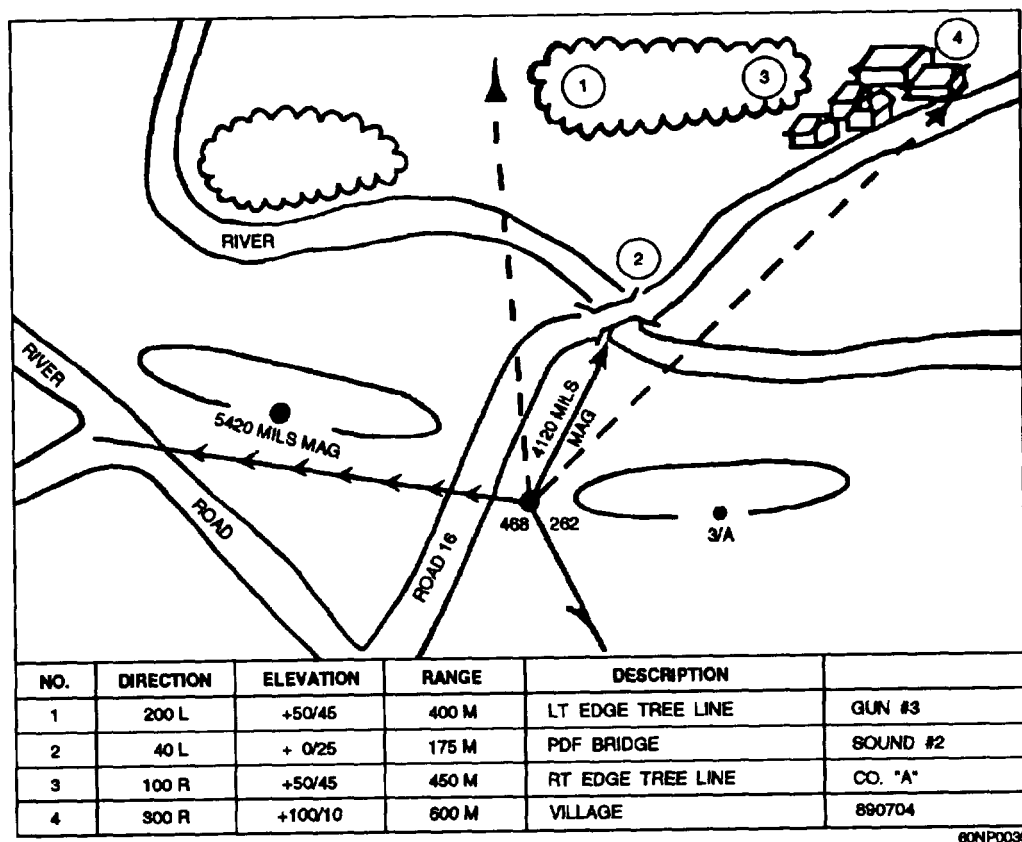 1
3
4
RIVER
2
RIVER
5420 MILS MAG
4120 MILS
MAG
ROAD
ROAD 16
468
262
3/A
NO. DIRECTION ELEVATION RANGE DESCRIPTION
1 200 L +50/45 400 M LT EDGE TREE LINE GUN #3
2 40 L + 0/25 175 M PDF BRIDGE SOUND #2
3 100 R +50/45 450 M RT EDGE TREE LINE CO. "A"
4 300 R +100/10 600 M VILLAGE 890704